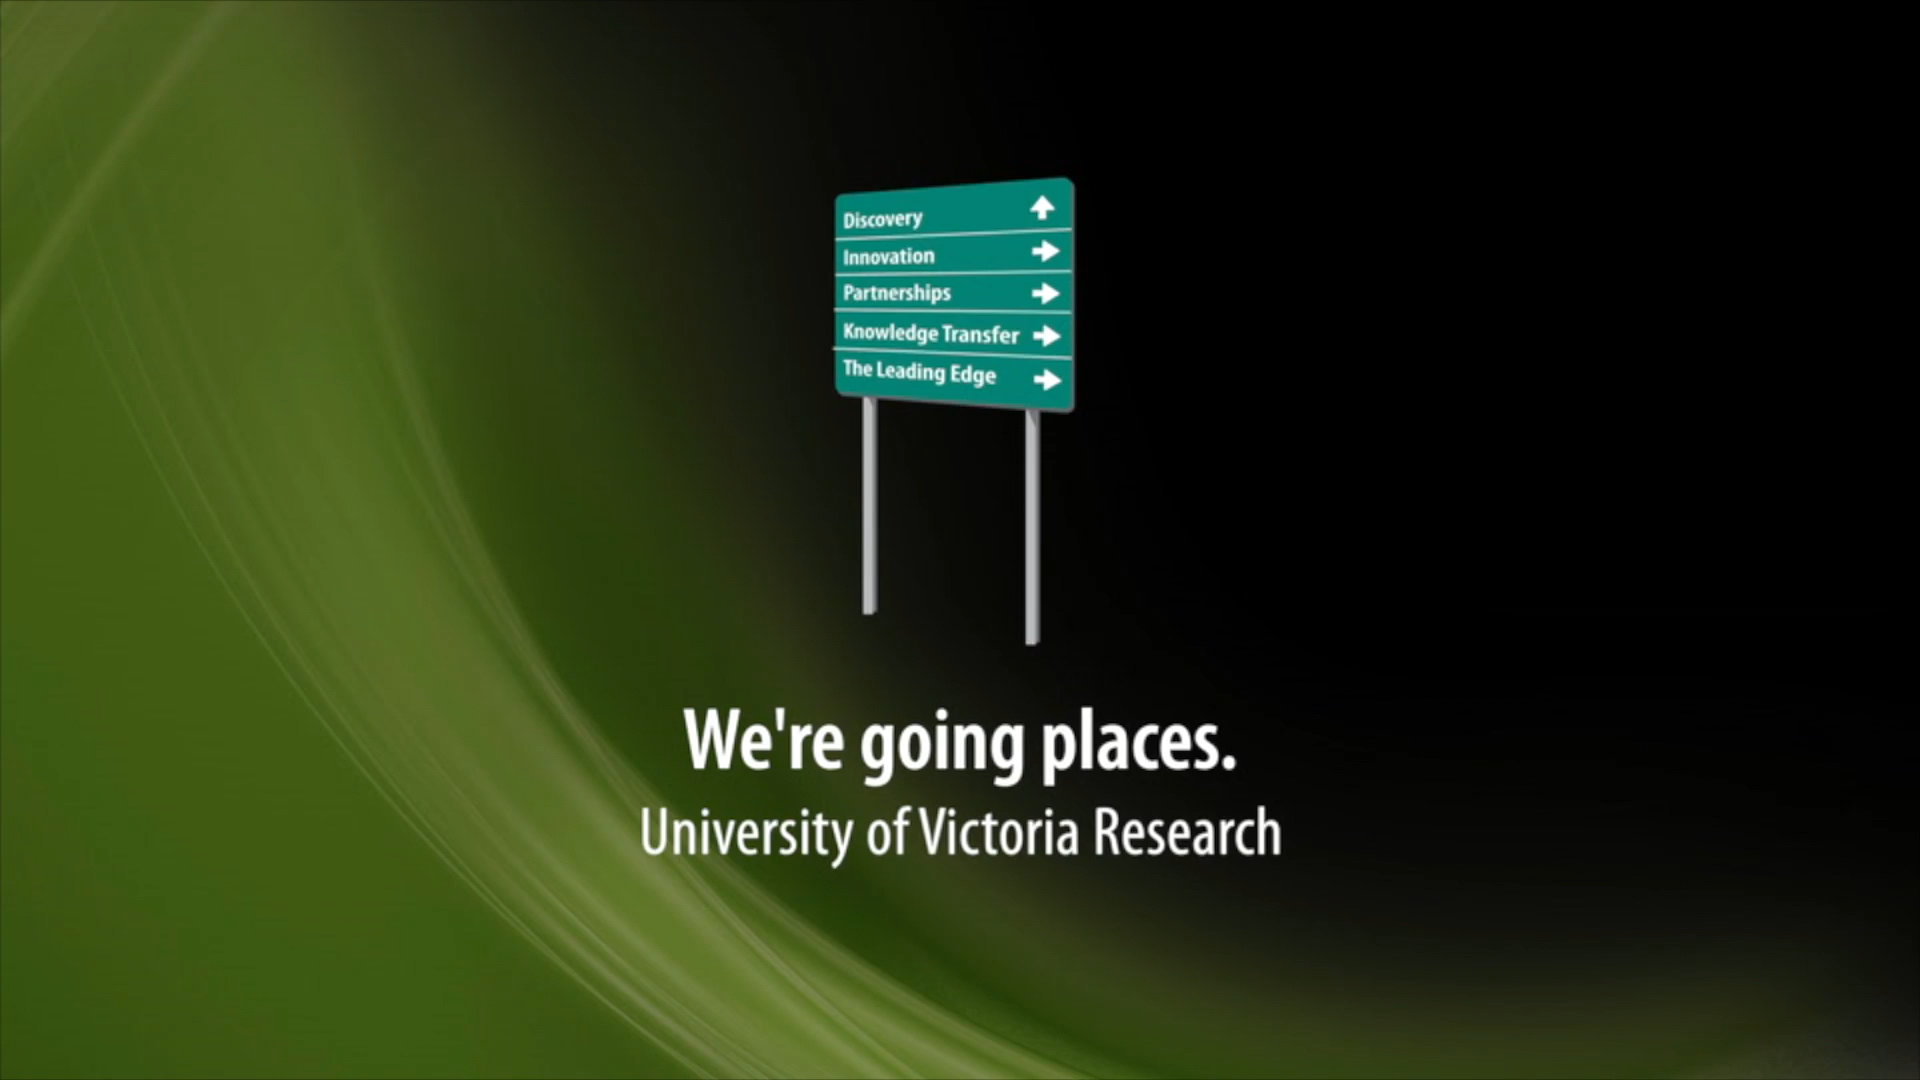 Discovery
Innovation
Partnerships
Knowledge Transfer
The Leading Edge
We're going places.
University of Victoria Research